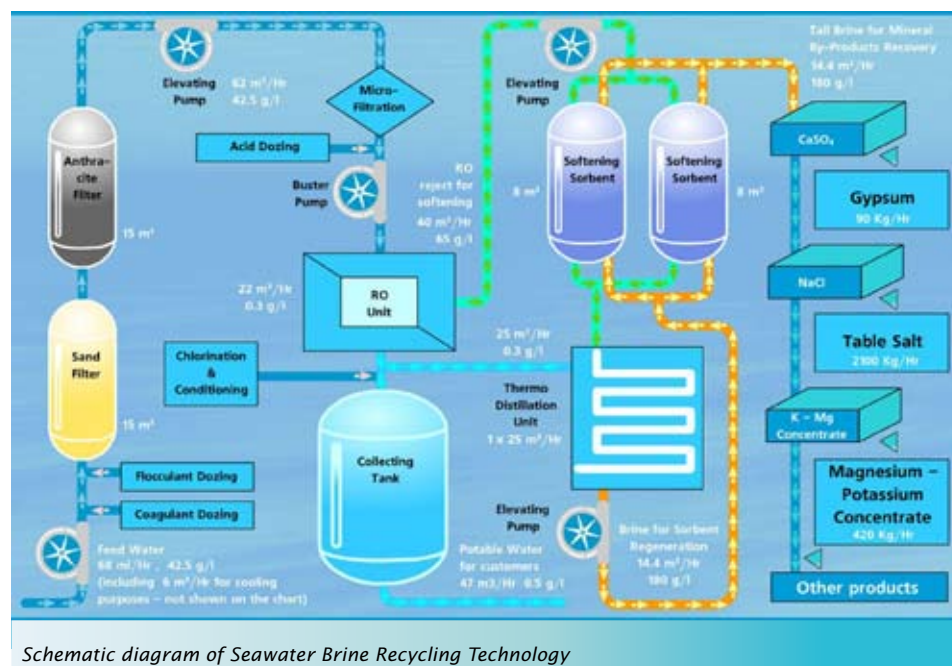 Elevating
Pump
62 m³/Hr
42.5 g/l
Micro-
Filtration
Acid Dozing
Buster
Pump
Anthra-
cite
Filter
15 m³
Sand
Filter
15 m³
Flocculant Dozing
Coagulant Dozing
Feed Water
68 ml/Hr , 42.5 g/l
(including 6 m³/Hr for cooling
purposes – not shown on the chart)
RO
reject for
softening
40 m³/Hr
65 g/l
22 m³/Hr
0.3 g/l
RO
Unit
Chlorination
&
Conditioning
Collecting
Tank
Potable Water
for customers
47 m3/Hr 0.5 g/l
Elevating
Pump
Softening
Sorbent
8 m³
Softening
Sorbent
8 m³
25 m³/Hr
0.3 g/l
Thermo
Distillation
Unit
1 x 25 m³/Hr
Elevating
Pump
Brine for Sorbent
Regeneration
14.4 m³/Hr
180 g/l
Tall Brine for Mineral
By-Products Recovery
14.4 m³/Hr
180 g/l
CaSO₄
Gypsum
90 Kg/Hr
NaCl
Table Salt
2300 Kg/Hr
K – Mg
Concentrate
Magnesium –
Potassium
Concentrate
420 Kg/Hr
Other products
Schematic diagram of Seawater Brine Recycling Technology